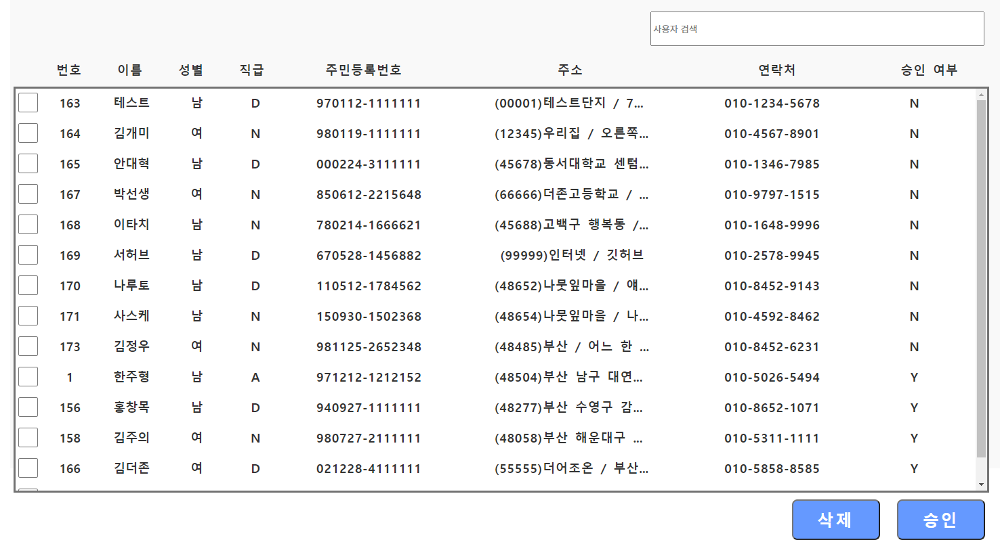 사용자 검색
번호 이름 성별 직급 주민등록번호 주소 연락처 승인 여부
163 테스트 남 D 970112-1111111 (00001)테스트단지 / 7... 010-1234-5678 N
164 김개미 여 N 980119-1111111 (12345)우리집 / 오른쪽... 010-4567-8901 N
165 안대혁 남 D 000224-3111111 (45678)동서대학교 센텀... 010-1346-7985 N
167 박선생 여 N 850612-2215648 (66666)더존고등학교 / ... 010-9797-1515 N
168 이타치 남 N 780214-1666621 (45688)고백구 행복동 /... 010-1648-9996 N
169 서허브 남 D 670528-1456882 (99999)인터넷 / 깃허브 010-2578-9945 N
170 나루토 남 D 110512-1784562 (48652)나뭇잎마을 / 얘... 010-8452-9143 N
171 사스케 남 N 150930-1502368 (48654)나뭇잎마을 / 나... 010-4592-8462 N
173 김정우 여 N 981125-2652348 (48485)부산 / 어느 한 ... 010-8452-6231 N
1 한주형 남 A 971212-1212152 (48504)부산 남구 대연... 010-5026-5494 Y
156 홍창목 남 D 940927-1111111 (48277)부산 수영구 감... 010-8652-1071 Y
158 김주의 여 N 980727-2111111 (48058)부산 해운대구 ... 010-5311-1111 Y
166 김더존 여 D 021228-4111111 (55555)더어조온 / 부산... 010-5858-8585 Y
삭제 승인